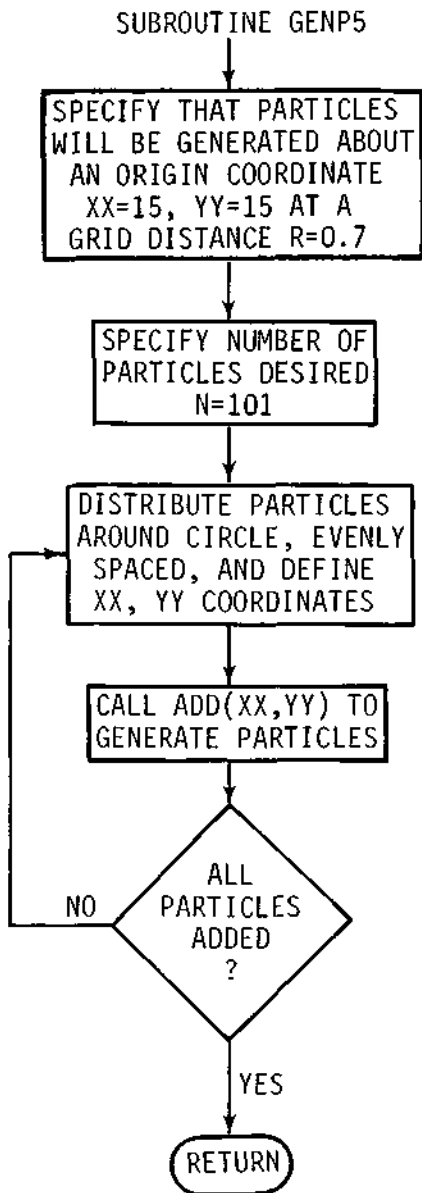 SUBROUTINE GENP5
SPECIFY THAT PARTICLES
WILL BE GENERATED ABOUT
AN ORIGIN COORDINATE
XX=15, YY=15 AT A
GRID DISTANCE R=0.7
SPECIFY NUMBER OF
PARTICLES DESIRED
N=101
DISTRIBUTE PARTICLES
AROUND CIRCLE, EVENLY
SPACED, AND DEFINE
XX, YY COORDINATES
CALL ADD(XX,YY) TO
GENERATE PARTICLES
ALL
PARTICLES
ADDED
?
NO
YES
RETURN